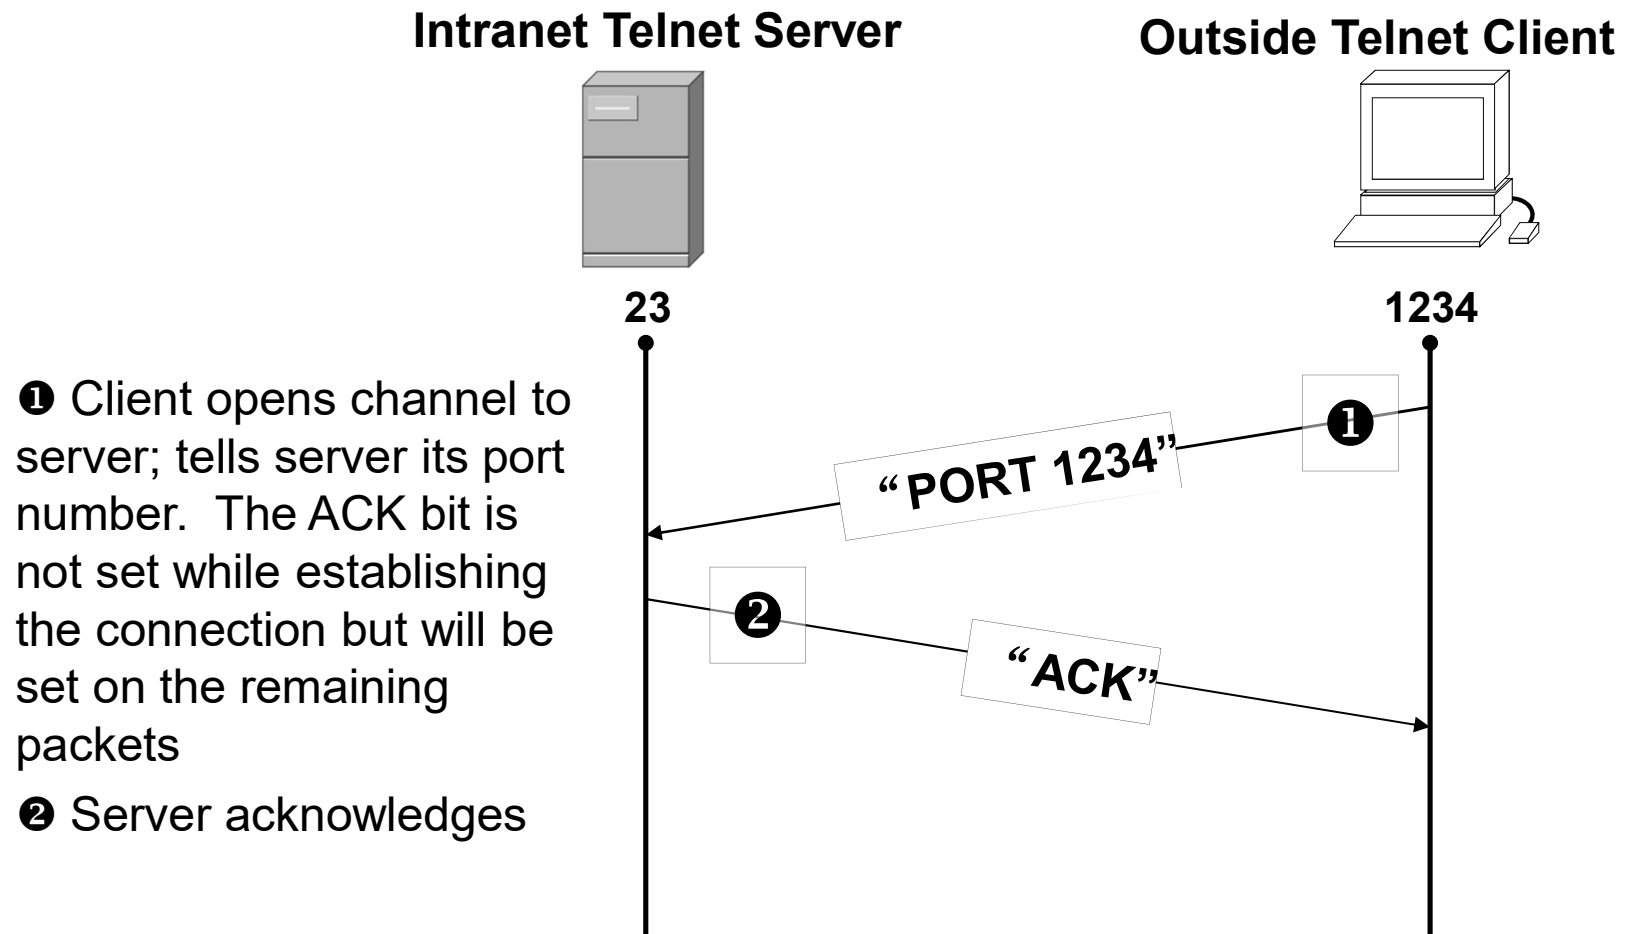 Intranet Telnet Server
Outside Telnet Client
23
1234
❶ Client opens channel to
server; tells server its port
number.  The ACK bit is
not set while establishing
the connection but will be
set on the remaining
packets
❷ Server acknowledges
❶
“PORT 1234”
❷
“ACK”